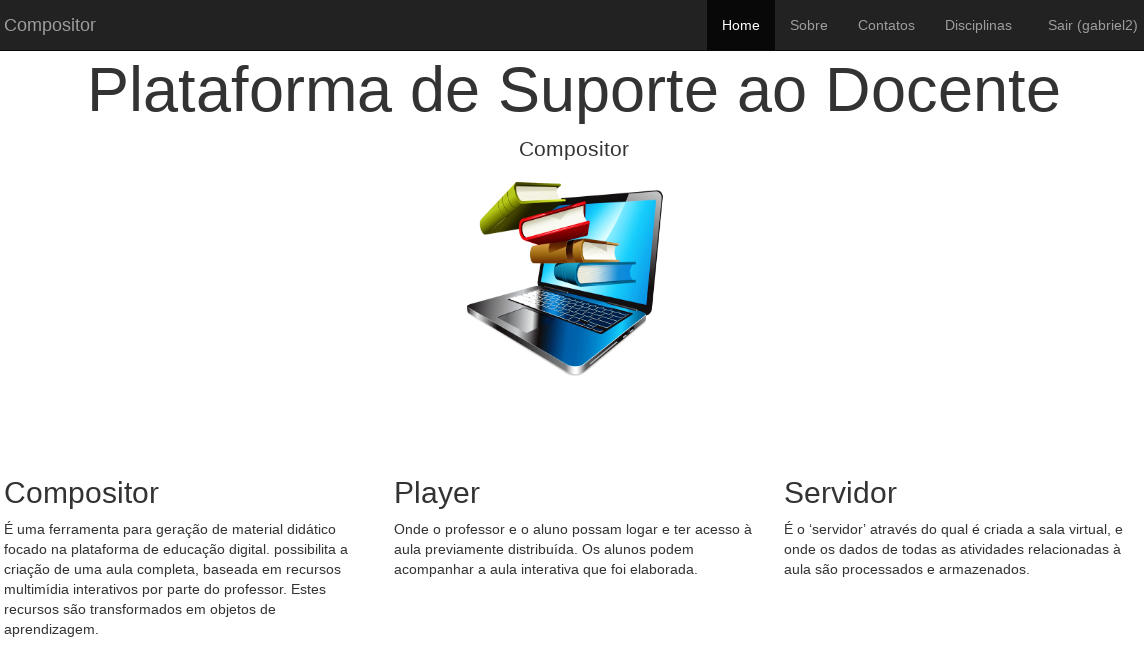 Compositor
Home Sobre Contatos Disciplinas Sair (gabriel2)
Plataforma de Suporte ao Docente
Compositor
Compositor
É uma ferramenta para geração de material didático
focado na plataforma de educação digital. possibilita a
criação de uma aula completa, baseada em recursos
multimídia interativos por parte do professor. Estes
recursos são transformados em objetos de
aprendizagem.
Player
Onde o professor e o aluno possam logar e ter acesso à
aula previamente distribuída. Os alunos podem
acompanhar a aula interativa que foi elaborada.
Servidor
É o ‘servidor’ através do qual é criada a sala virtual, e
onde os dados de todas as atividades relacionadas à
aula são processados e armazenados.